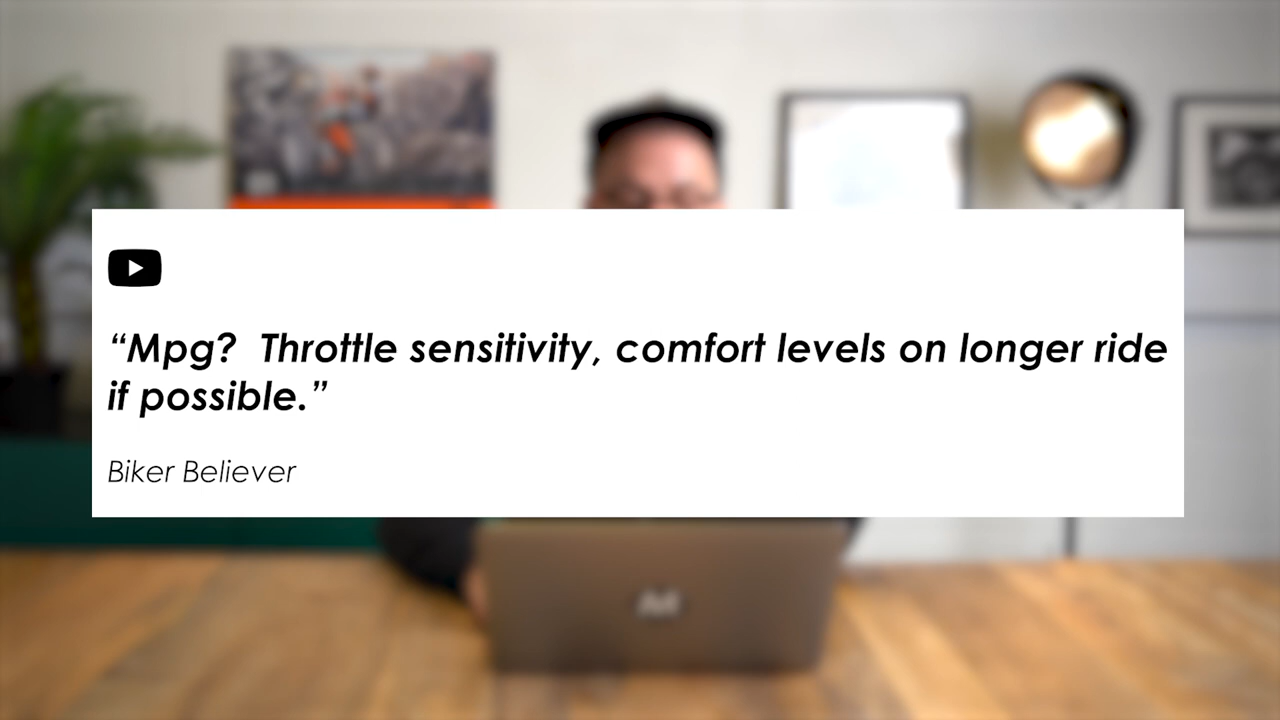 “Mpg?  Throttle sensitivity, comfort levels on longer ride
if possible.”
Biker Believer